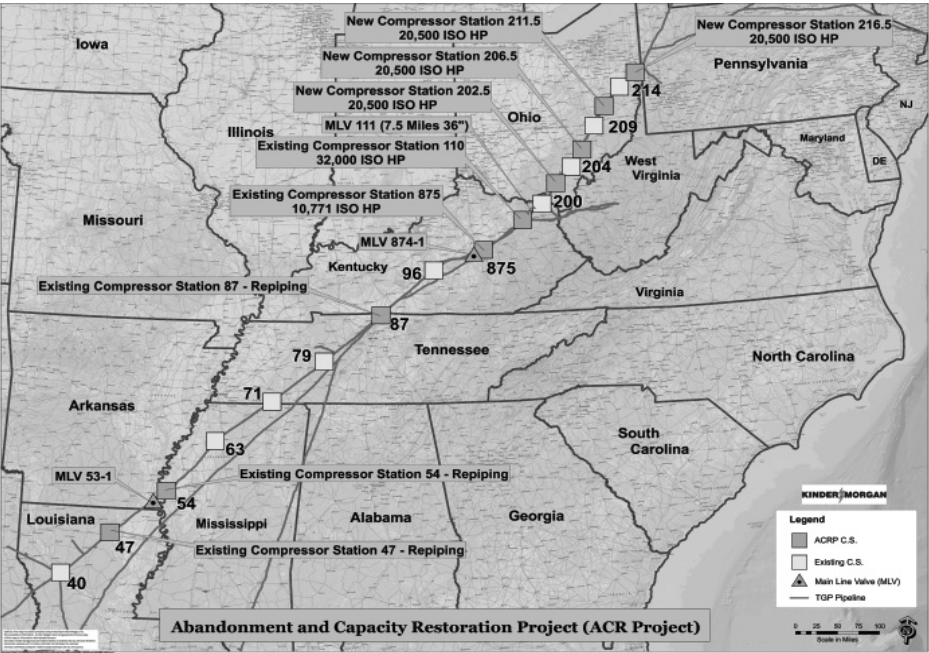 New Compressor Station 211.5
20,500 ISO HP
New Compressor Station 216.5
20,500 ISO HP
Iowa
New Compressor Station 206.5
20,500 ISO HP
Pennsylvania
New Compressor Station 202.5
20,500 ISO HP
214
NJ
Ohio
209
MLV 111 (7.5 Miles 36")
Illinois
Maryland
Existing Compressor Station 110
32,000 ISO HP
204
West
Virginia
DE
Existing Compressor Station 875
10,771 ISO HP
200
Missouri
MLV 874-1
Kentucky
96
875
Existing Compressor Station 87 - Repiping
Virginia
87
79
Tennessee
North Carolina
71
Arkansas
63
South
Carolina
MLV 53-1
Existing Compressor Station 54 - Repiping
54
Louisiana
Mississippi
Alabama
Georgia
47
Existing Compressor Station 47 - Repiping
40
KINDER MORGAN
Legend
ACRP C.S.
Existing C.S.
Main Line Valve (MLV)
TGP Pipeline
Abandonment and Capacity Restoration Project (ACR Project)
0 25 50 75 100
Scale in Miles